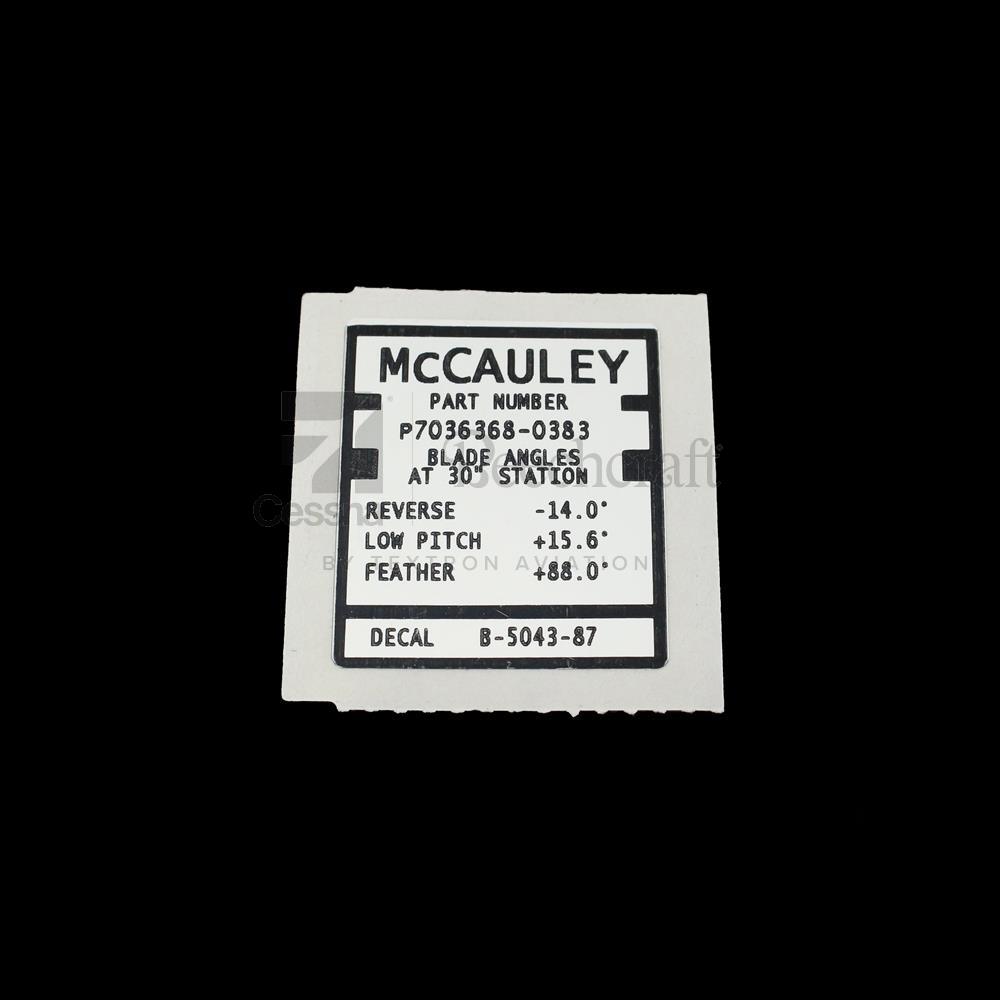 McCAULEY
PART NUMBER
P7036368-0383
BLADE ANGLES
AT 30" STATION
REVERSE -14.0°
LOW PITCH +15.6°
FEATHER +88.0°
DECAL B-5043-87
Cessna
Beechcraft
BY TEXTRON AVIATION